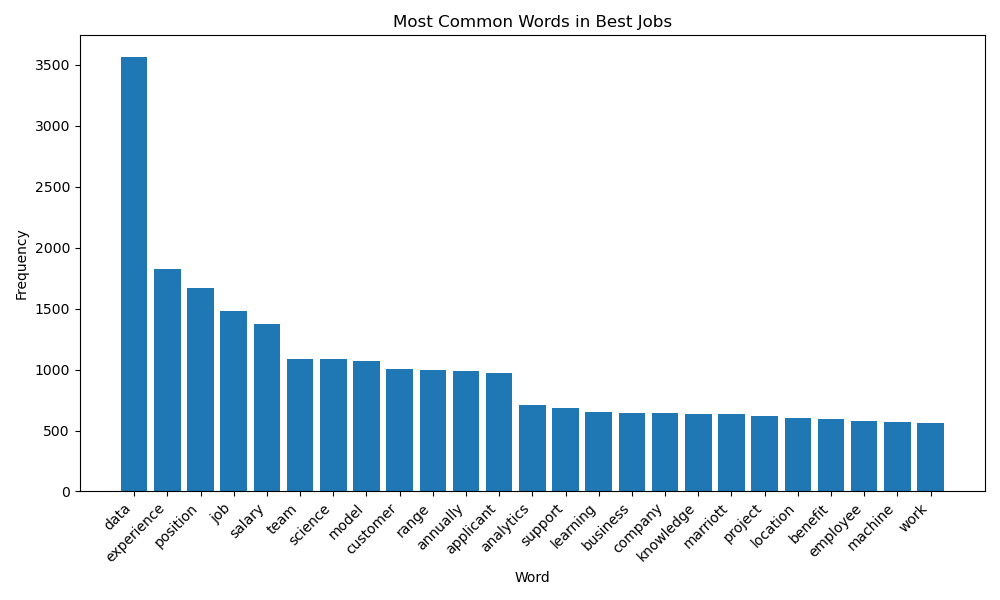 Most Common Words in Best Jobs
Frequency
3500
3000
2500
2000
1500
1000
500
0
data
experience
position
job
salary
team
science
model
customer
range
annually
applicant
analytics
support
learning
business
company
knowledge
marriott
project
location
benefit
employee
machine
work
Word